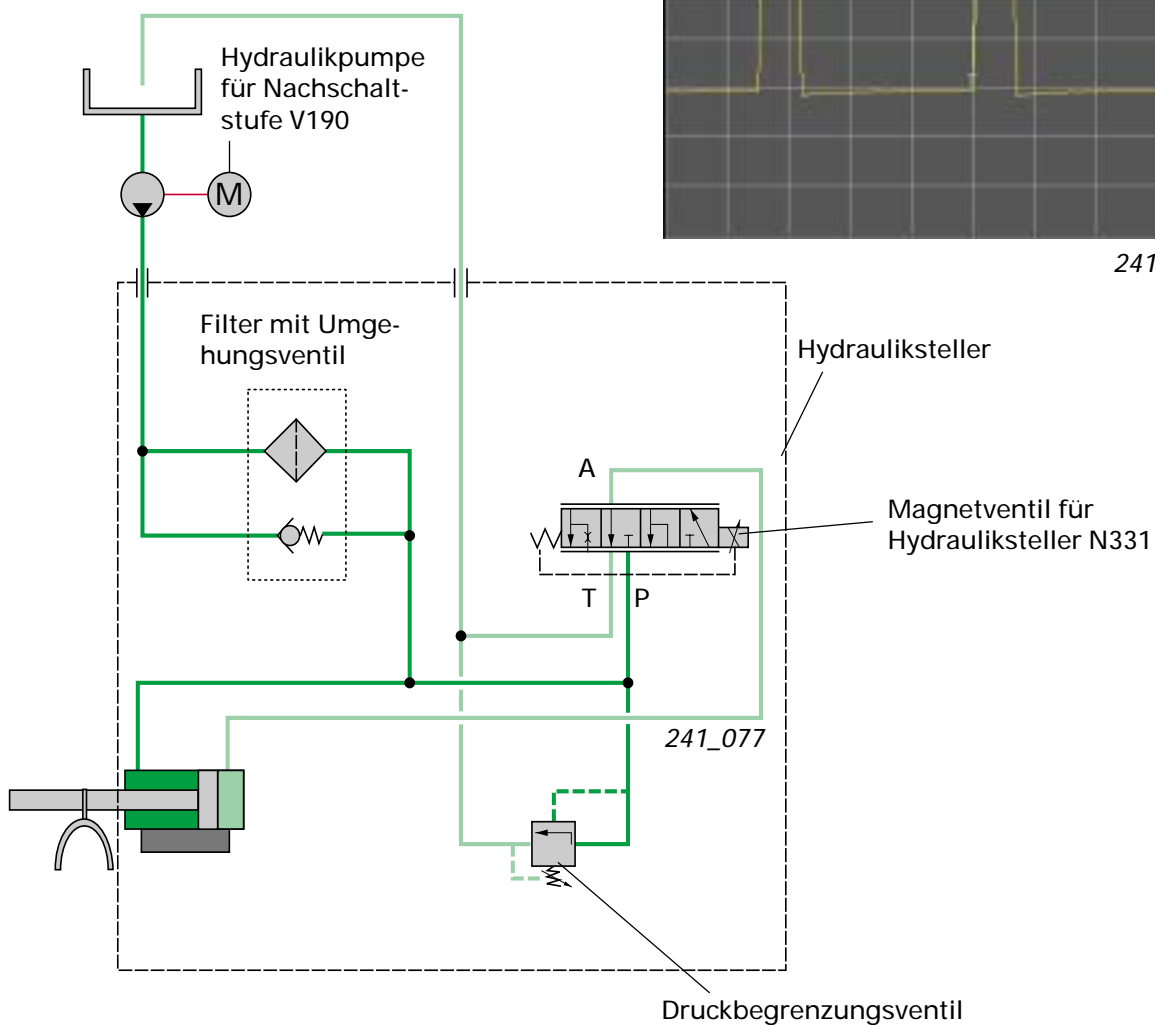 Hydraulikpumpe
für Nachschalt-
stufe V190
M
241
Filter mit Umge-
hungsventil
Hydrauliksteller
A
Magnetventil für
Hydrauliksteller N331
T P
241_077
Druckbegrenzungsventil